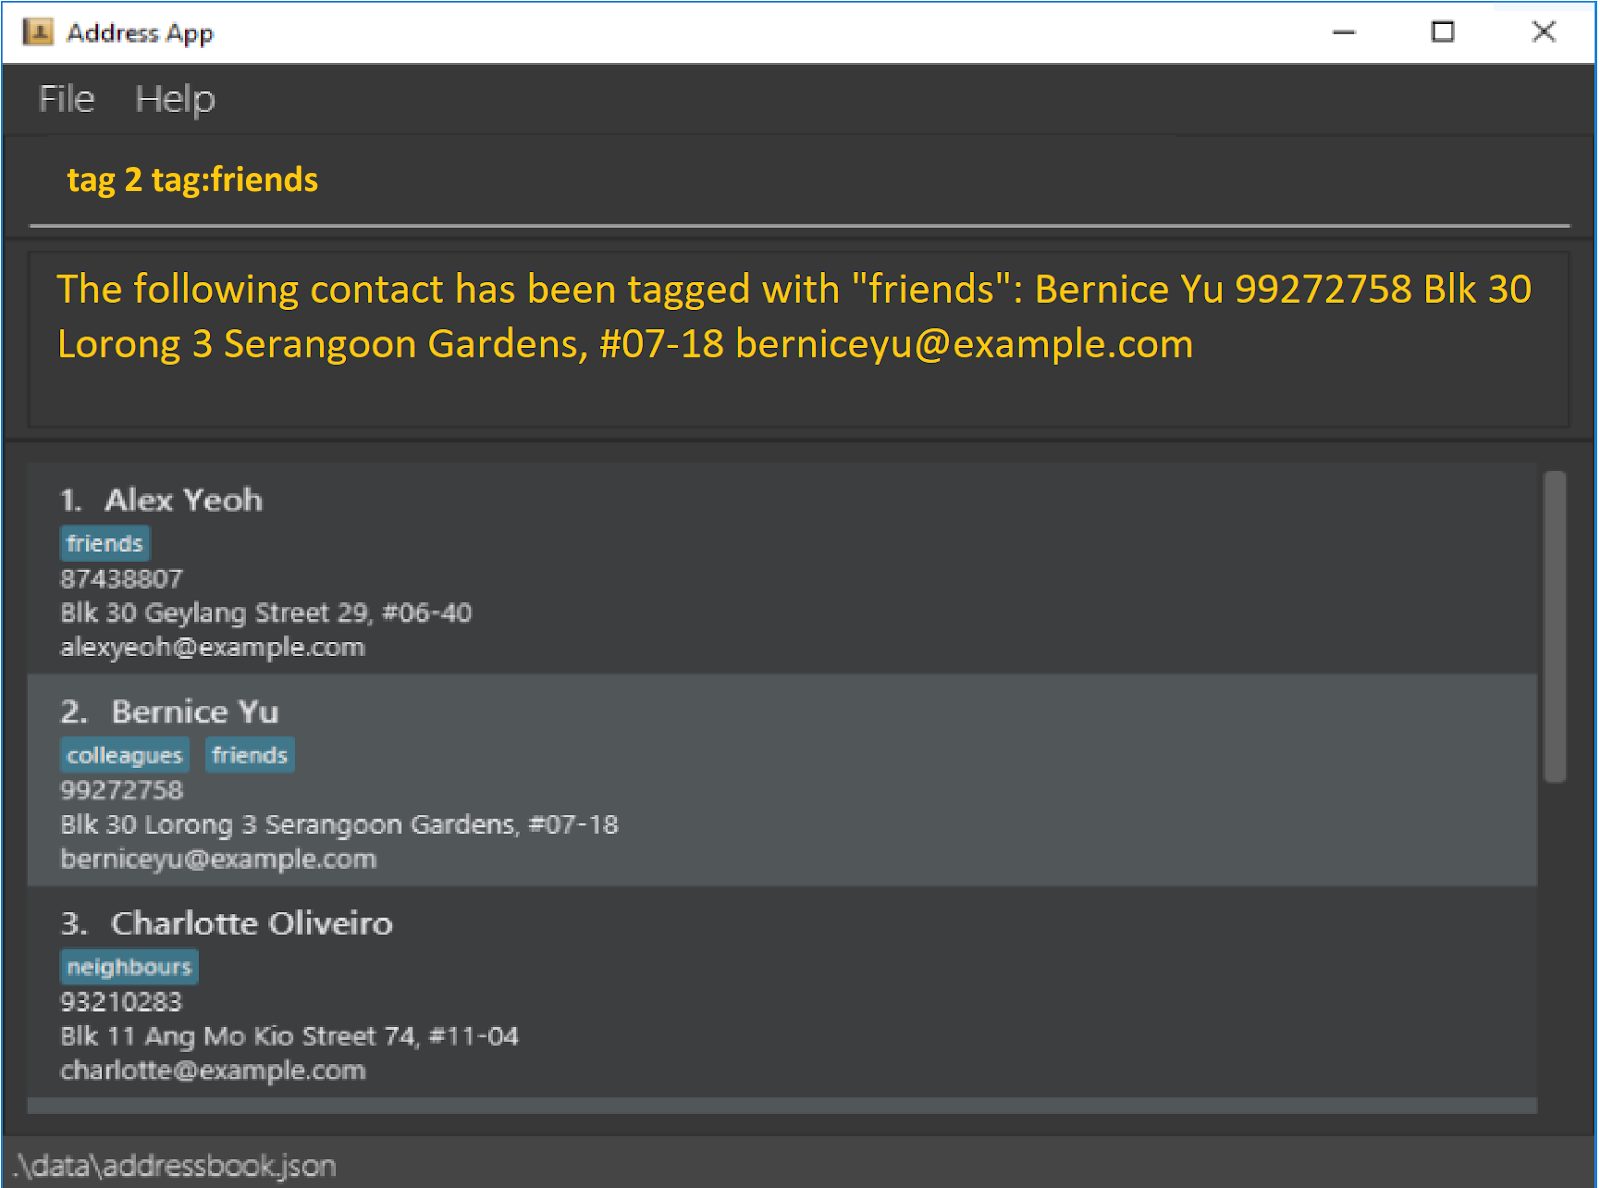 Address App
File Help
tag 2 tag:friends
The following contact has been tagged with "friends": Bernice Yu 99272758 Blk 30
Lorong 3 Serangoon Gardens, #07-18 berniceyu@example.com
1. Alex Yeoh
friends
87438807
Blk 30 Geylang Street 29, #06-40
alexyeoh@example.com
2. Bernice Yu
colleagues friends
99272758
Blk 30 Lorong 3 Serangoon Gardens, #07-18
berniceyu@example.com
3. Charlotte Oliveiro
neighbours
93210283
Blk 11 Ang Mo Kio Street 74, #11-04
charlotte@example.com
.\data\addressbook.json